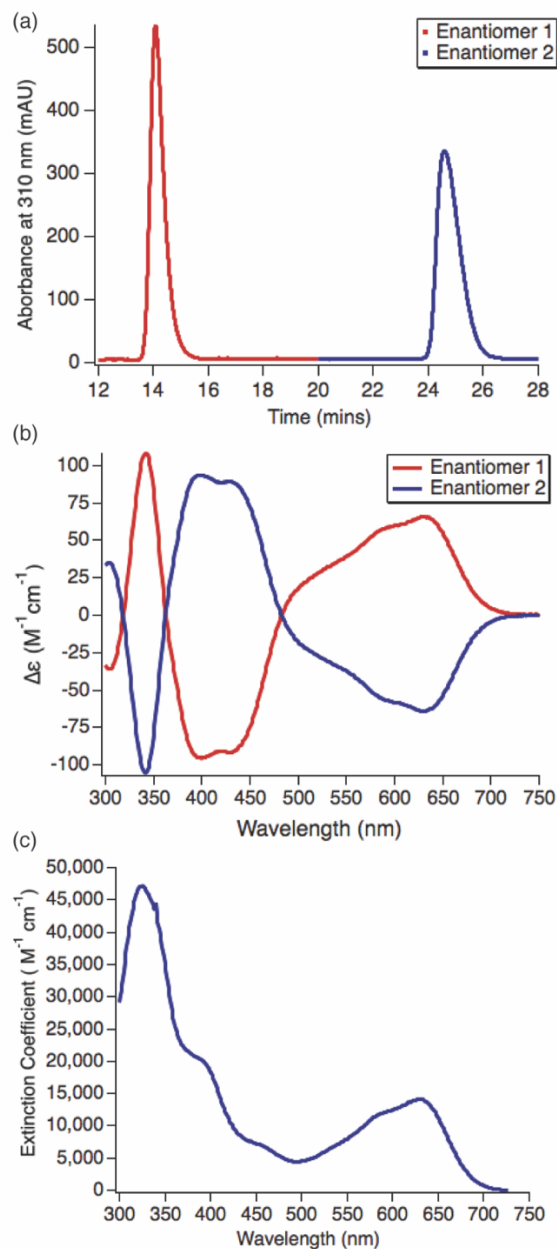 (a)
500
400
300
200
100
0
Aborbance at 310 nm (mAU)
Enantiomer 1
Enantiomer 2
12 14 16 18 20 22 24 26 28
Time (mins)
(b)
100
75
50
25
0
-25
-50
-75
-100
Δε (M⁻¹cm⁻¹)
Enantiomer 1
Enantiomer 2
300 350 400 450 500 550 600 650 700 750
Wavelength (nm)
(c)
50,000
45,000
40,000
35,000
30,000
25,000
20,000
15,000
10,000
5,000
0
Extinction Coefficient ( M⁻¹ cm⁻¹)
300 350 400 450 500 550 600 650 700 750
Wavelength (nm)